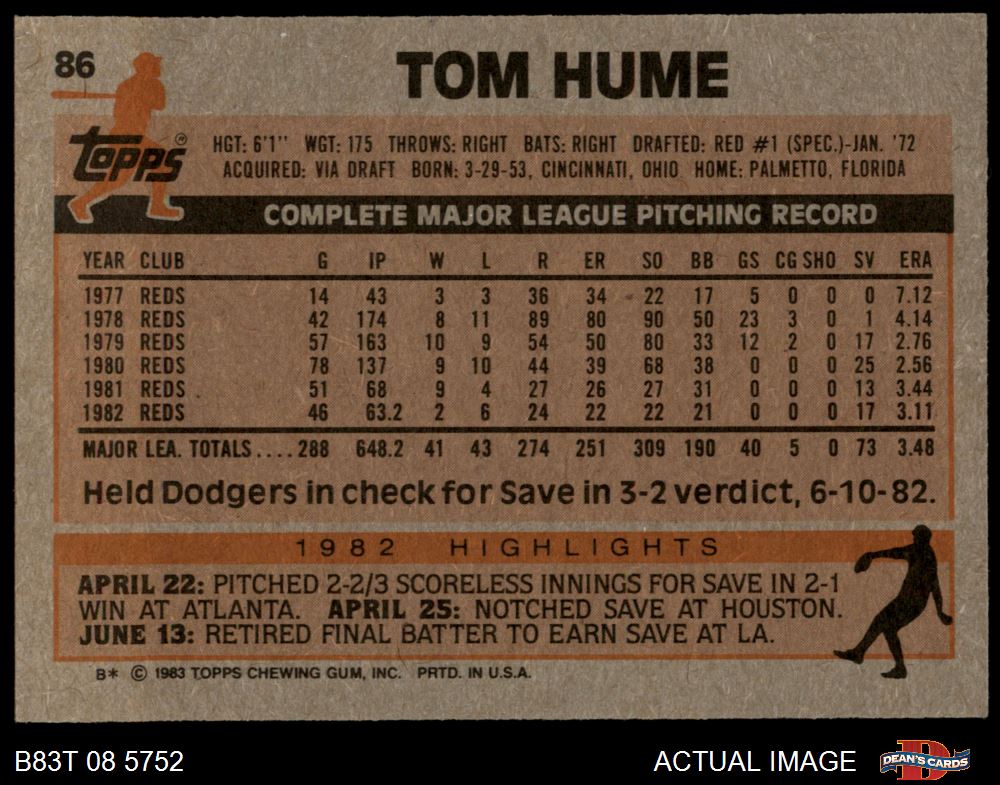 86
TOM HUME
topps®
HGT: 6'1" WGT: 175 THROWS: RIGHT BATS: RIGHT DRAFTED: RED #1 (SPEC.)-JAN. '72
ACQUIRED: VIA DRAFT BORN: 3-29-53, CINCINNATI, OHIO HOME: PALMETTO, FLORIDA
COMPLETE MAJOR LEAGUE PITCHING RECORD
YEAR CLUB G IP W L R ER SO BB GS CG SHO SV ERA
1977 REDS 14 43 3 3 36 34 22 17 5 0 0 0 7.12
1978 REDS 42 174 8 11 89 80 90 50 23 3 0 1 4.14
1979 REDS 57 163 10 9 54 50 80 33 12 2 0 17 2.76
1980 REDS 78 137 9 10 44 39 68 38 0 0 0 25 2.56
1981 REDS 51 68 9 4 27 26 27 31 0 0 0 13 3.44
1982 REDS 46 63.2 2 6 24 22 22 21 0 0 0 17 3.11
MAJOR LEA. TOTALS....288 648.2 41 43 274 251 309 190 40 5 0 73 3.48
Held Dodgers in check for Save in 3-2 verdict, 6-10-82.
1982 HIGHLIGHTS
APRIL 22: PITCHED 2-2/3 SCORELESS INNINGS FOR SAVE IN 2-1
WIN AT ATLANTA. APRIL 25: NOTCHED SAVE AT HOUSTON.
JUNE 13: RETIRED FINAL BATTER TO EARN SAVE AT LA.
B* © 1983 TOPPS CHEWING GUM, INC. PRTD. IN U.S.A.
B83T 08 5752 ACTUAL IMAGE DEAN'S CARDS